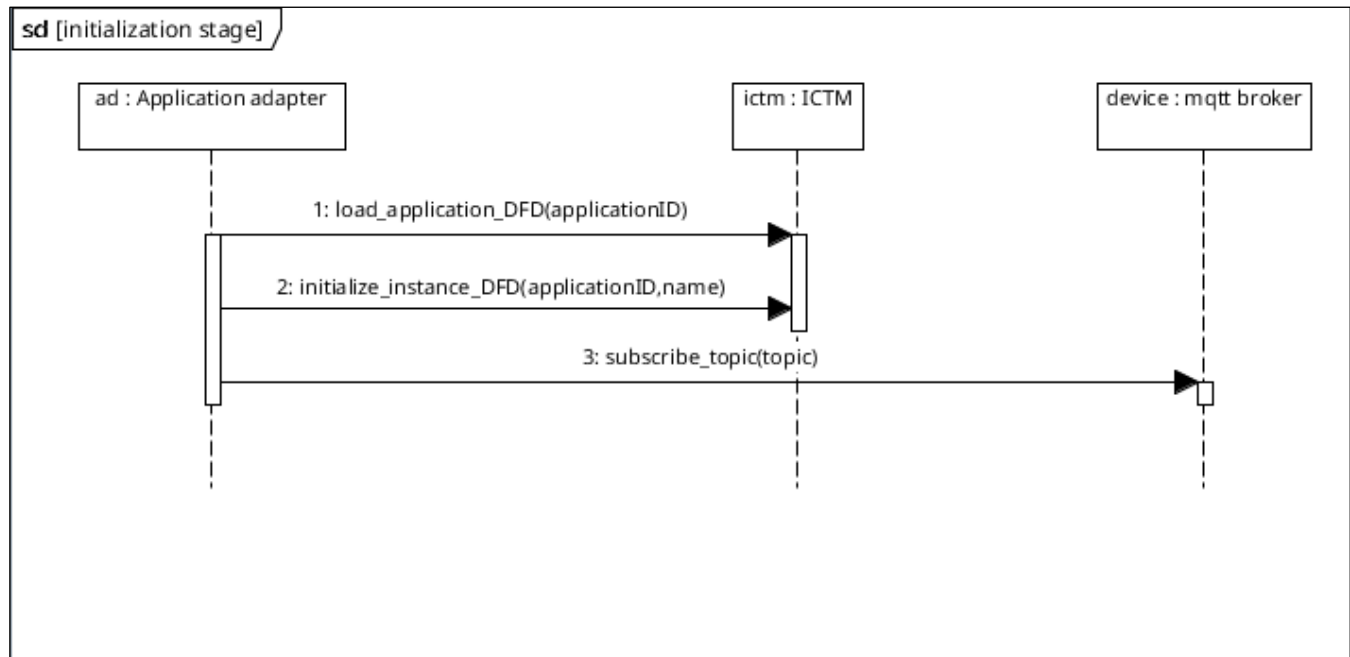 sd [initialization stage]
ad : Application adapter
ictm : ICTM
device : mqtt broker
1: load_application_DFD(applicationID)
2: initialize_instance_DFD(applicationID,name)
3: subscribe_topic(topic)